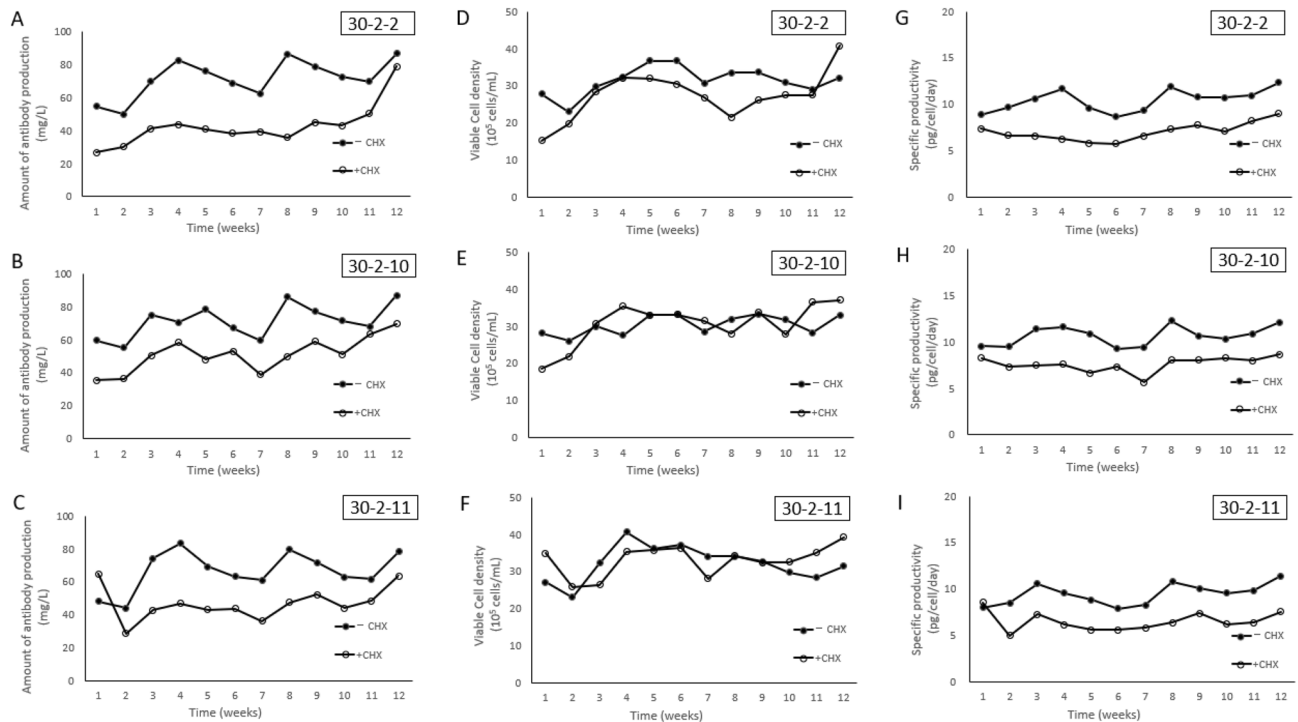 A
30-2-2
Amount of antibody production
(mg/L)
100
80
60
40
20
0
− CHX
+CHX
1 2 3 4 5 6 7 8 9 10 11 12
Time (weeks)
D
30-2-2
Viable Cell density
(10⁵ cells/mL)
50
40
30
20
10
0
− CHX
+CHX
1 2 3 4 5 6 7 8 9 10 11 12
Time (weeks)
G
30-2-2
Specific productivity
(pg/cell/day)
20
15
10
5
0
− CHX
+CHX
1 2 3 4 5 6 7 8 9 10 11 12
Time (weeks)
B
30-2-10
Amount of antibody production
(mg/L)
100
80
60
40
20
0
− CHX
+CHX
1 2 3 4 5 6 7 8 9 10 11 12
Time (weeks)
E
30-2-10
Viable Cell density
(10⁵ cells/mL)
50
40
30
20
10
0
− CHX
+CHX
1 2 3 4 5 6 7 8 9 10 11 12
Time (weeks)
H
30-2-10
Specific productivity
(pg/cell/day)
20
15
10
5
0
− CHX
+CHX
1 2 3 4 5 6 7 8 9 10 11 12
Time (weeks)
C
30-2-11
Amount of antibody production
(mg/L)
100
80
60
40
20
0
− CHX
+CHX
1 2 3 4 5 6 7 8 9 10 11 12
Time (weeks)
F
30-2-11
Viable Cell density
(10⁵ cells/mL)
50
40
30
20
10
0
− CHX
+CHX
1 2 3 4 5 6 7 8 9 10 11 12
Time (weeks)
I
30-2-11
Specific productivity
(pg/cell/day)
20
15
10
5
0
− CHX
+CHX
1 2 3 4 5 6 7 8 9 10 11 12
Time (weeks)